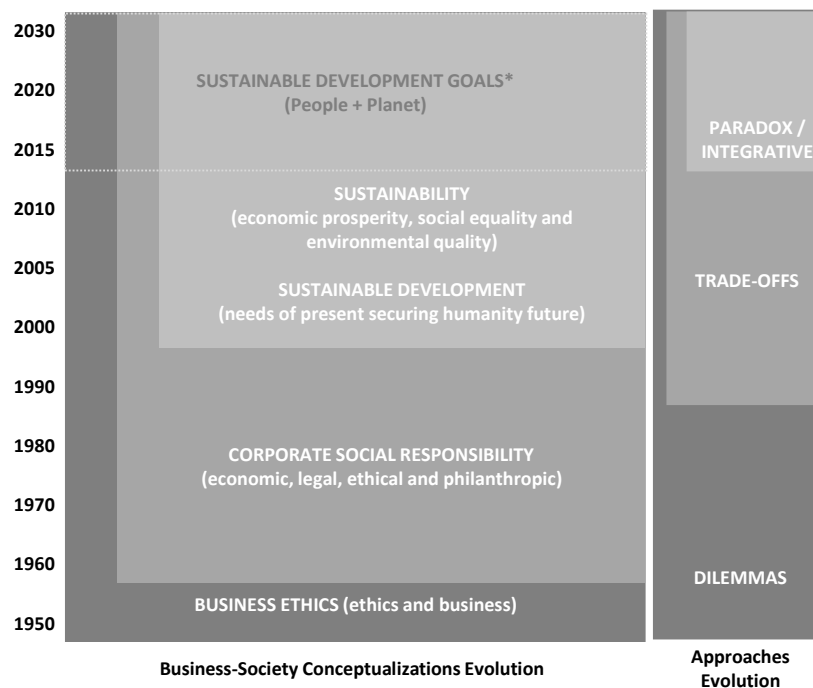 2030
2020
2015
2010
2005
2000
1990
1980
1970
1960
1950
SUSTAINABLE DEVELOPMENT GOALS*
(People + Planet)
SUSTAINABILITY
(economic prosperity, social equality and
environmental quality)
SUSTAINABLE DEVELOPMENT
(needs of present securing humanity future)
CORPORATE SOCIAL RESPONSIBILITY
(economic, legal, ethical and philanthropic)
BUSINESS ETHICS (ethics and business)
Business-Society Conceptualizations Evolution
PARADOX /
INTEGRATIVE
TRADE-OFFS
DILEMMAS
Approaches
Evolution